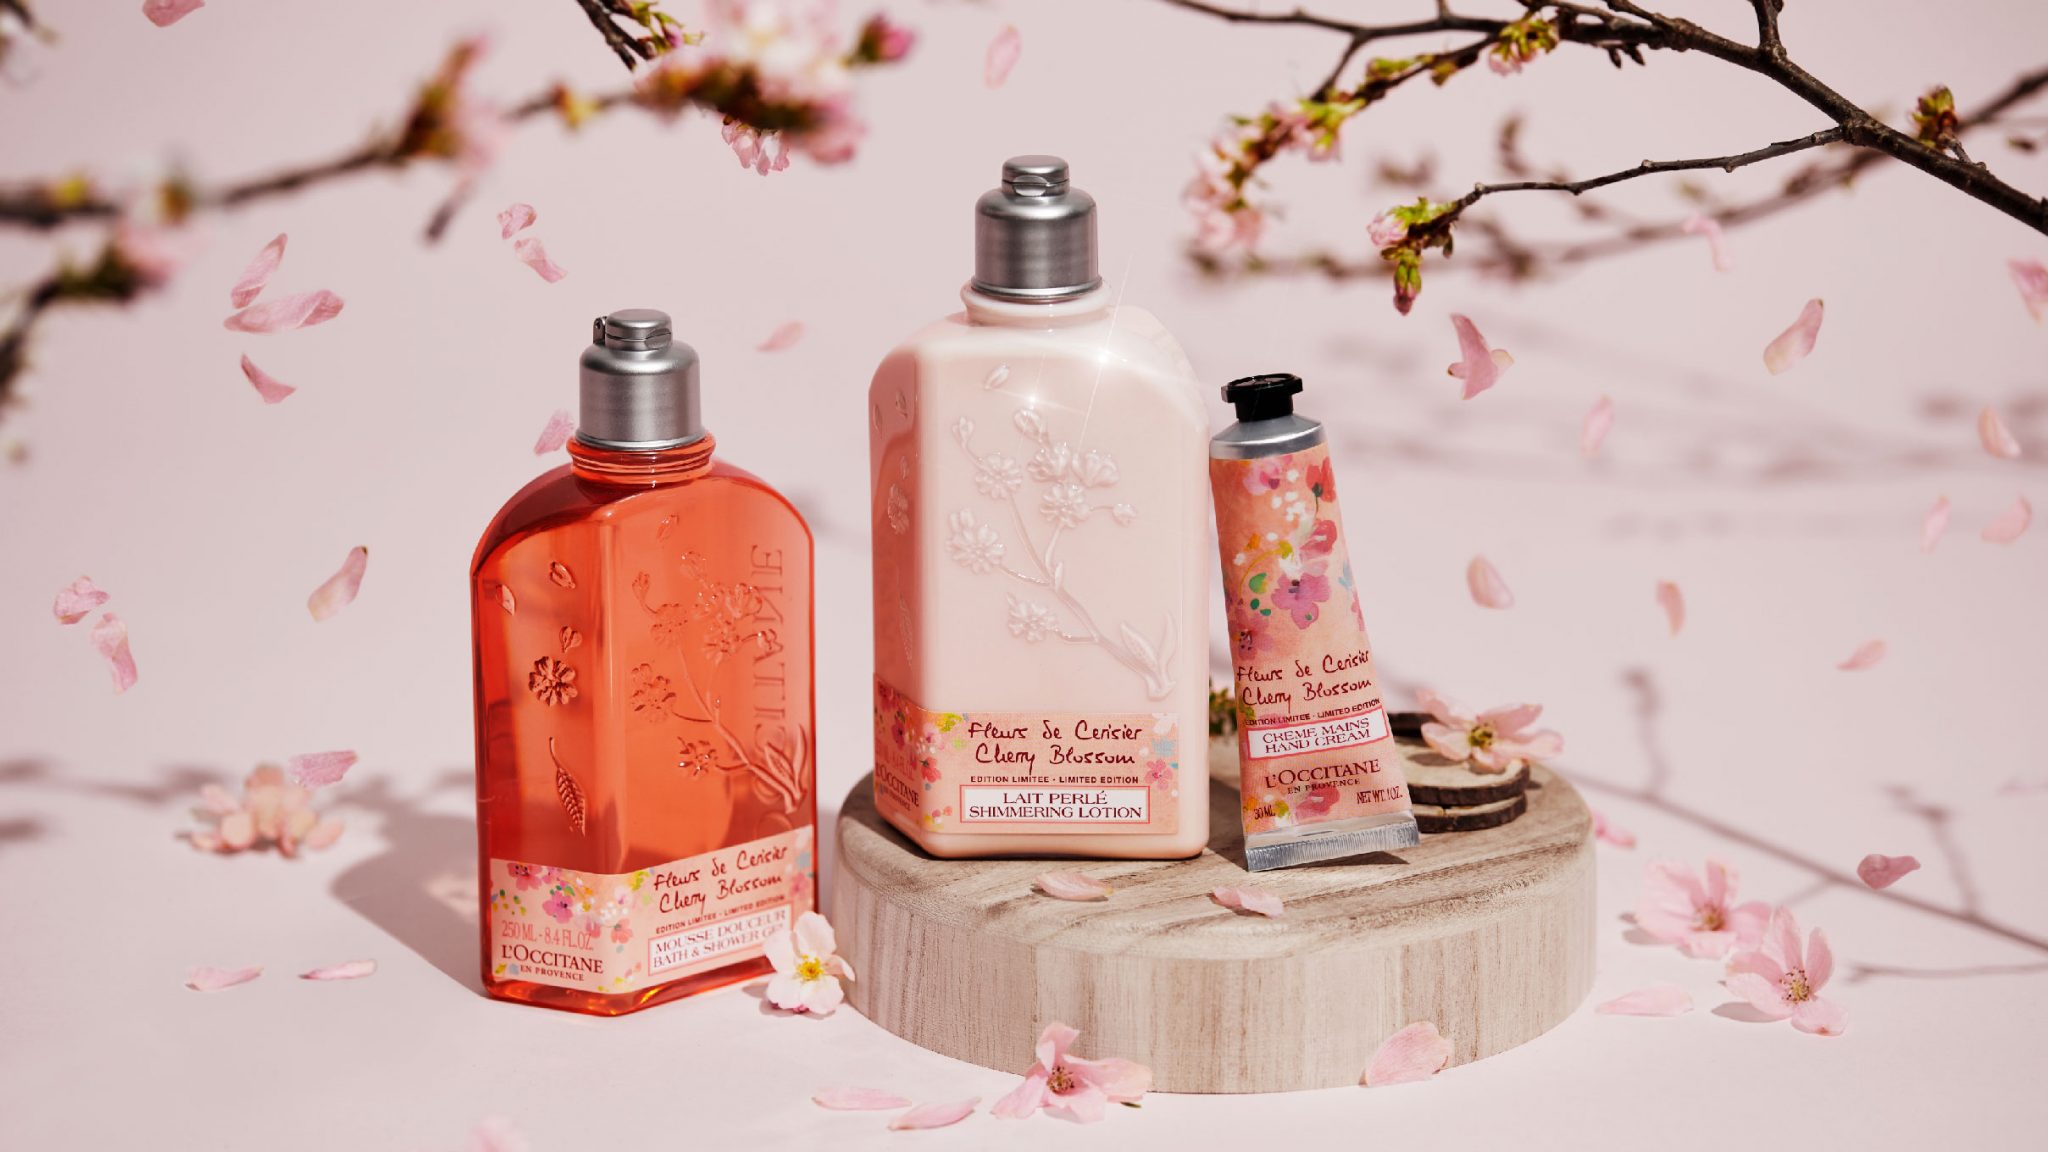 OCCITANE
Fleurs de Cerisier
Cherry Blossom
EDITION LIMITEE - LIMITED EDITION
MOUSSE DOUCEUR
BATH & SHOWER GEL
250 ML - 8.4 FL.OZ.
L'OCCITANE
EN PROVENCE
Fleurs de Cerisier
Cherry Blossom
EDITION LIMITEE - LIMITED EDITION
LAIT PERLÉ
SHIMMERING LOTION
L'OCCITANE
Fleurs de Cerisier
Cherry Blossom
EDITION LIMITEE - LIMITED EDITION
CRÈME MAINS
HAND CREAM
L'OCCITANE
EN PROVENCE
30 ML NET WT. 1 OZ.